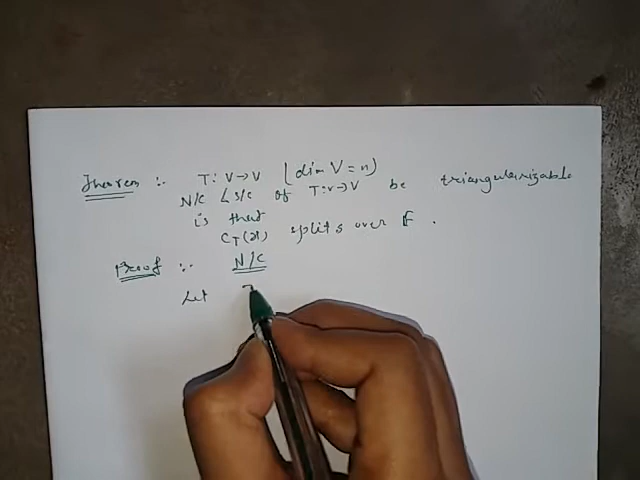 Theorem :- T: V→V (dim V = n)
N/C & S/C of T: V→V be triangularizable
is that
C_T(x) splits over F.
Proof :- N/C
Let T